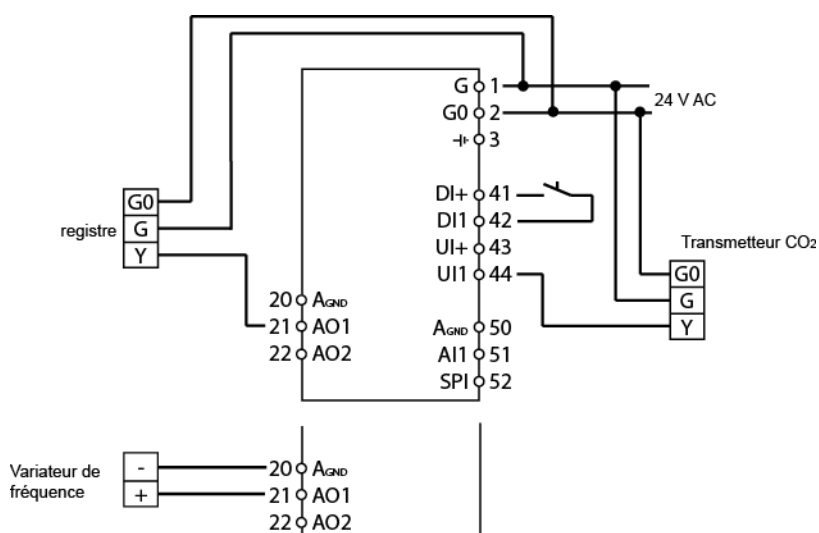 G 1
24 V AC
G0 2
3
G0
DI+ 41
registre
G
DI1 42
Y
UI+ 43
Transmetteur CO2
UI1 44
G0
20 AGND
G
21 AO1
AGND 50
Y
22 AO2
AI1 51
SPI 52
Variateur de
fréquence
-
20 AGND
+
21 AO1
22 AO2